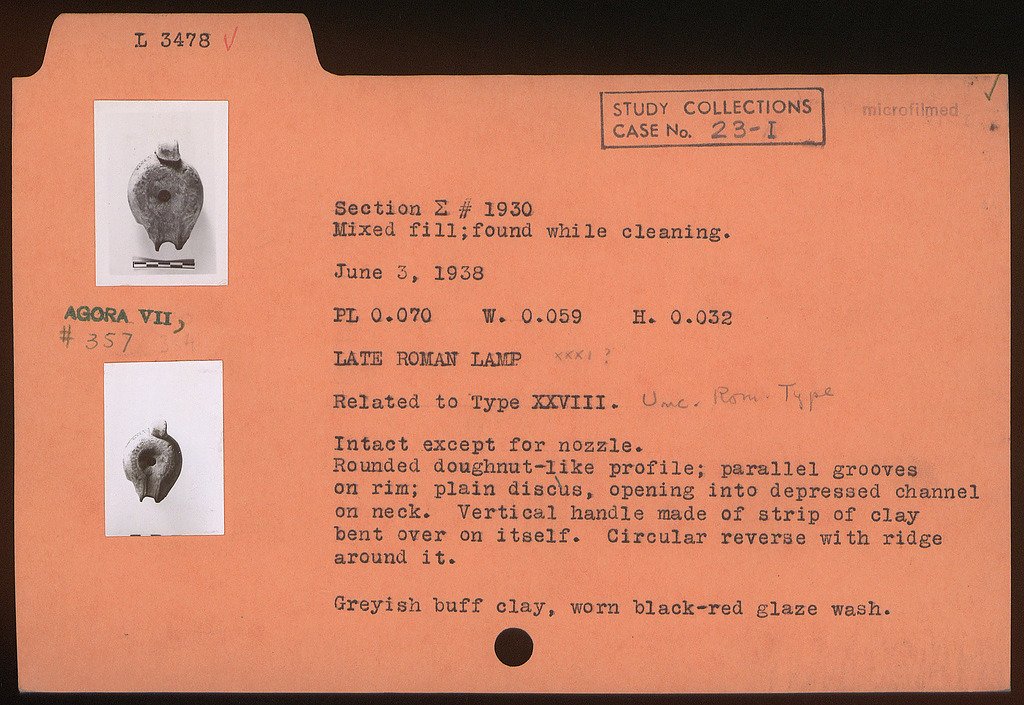 L 3478 ✓
STUDY COLLECTIONS
CASE No. 23-I
microfilmed
Section Σ # 1930
Mixed fill;found while cleaning.
June 3, 1938
AGORA VII,
# 357
PL 0.070 W. 0.059 H. 0.032
LATE ROMAN LAMP XXXI ?
Related to Type XXVIII. Unc. Rom. Type
Intact except for nozzle.
Rounded doughnut-like profile; parallel grooves
on rim; plain discus, opening into depressed channel
on neck. Vertical handle made of strip of clay
bent over on itself. Circular reverse with ridge
around it.
Greyish buff clay, worn black-red glaze wash.